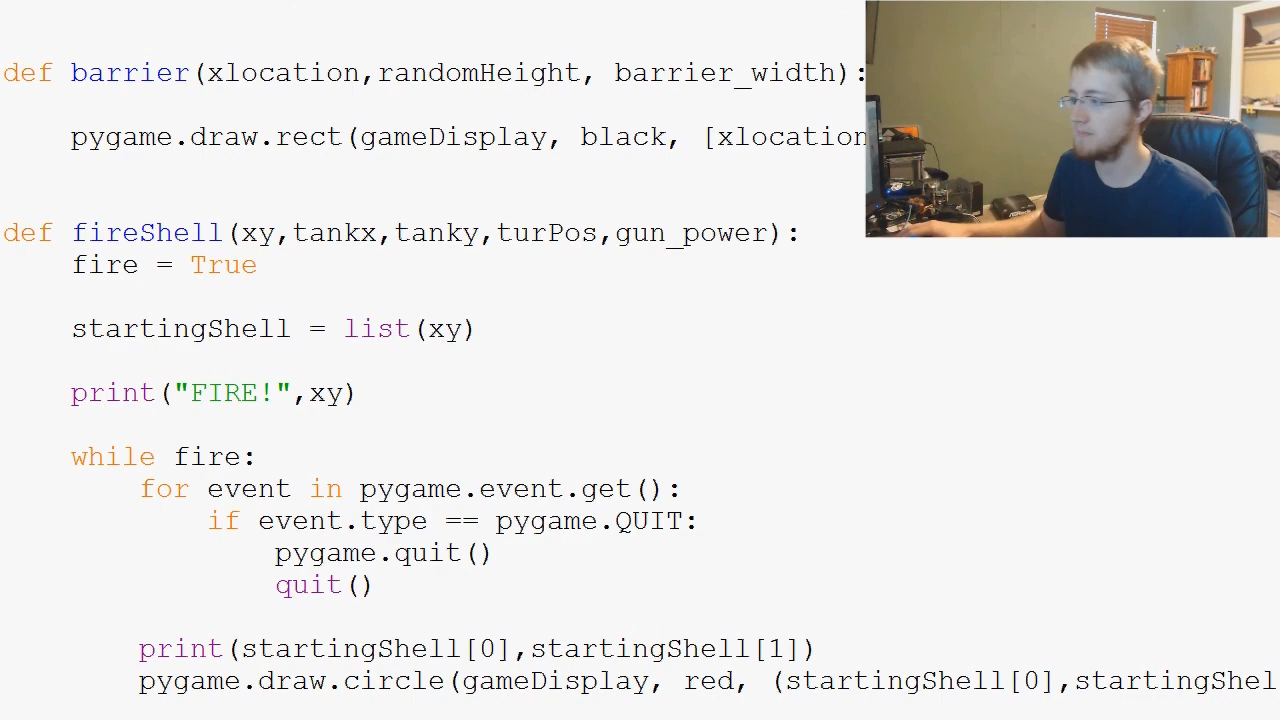 def barrier(xlocation,randomHeight, barrier_width):
pygame.draw.rect(gameDisplay, black, [xlocation
def fireShell(xy,tankx,tanky,turPos,gun_power):
fire = True
startingShell = list(xy)
print("FIRE!",xy)
while fire:
for event in pygame.event.get():
if event.type == pygame.QUIT:
pygame.quit()
quit()
print(startingShell[0],startingShell[1])
pygame.draw.circle(gameDisplay, red, (startingShell[0],startingShel